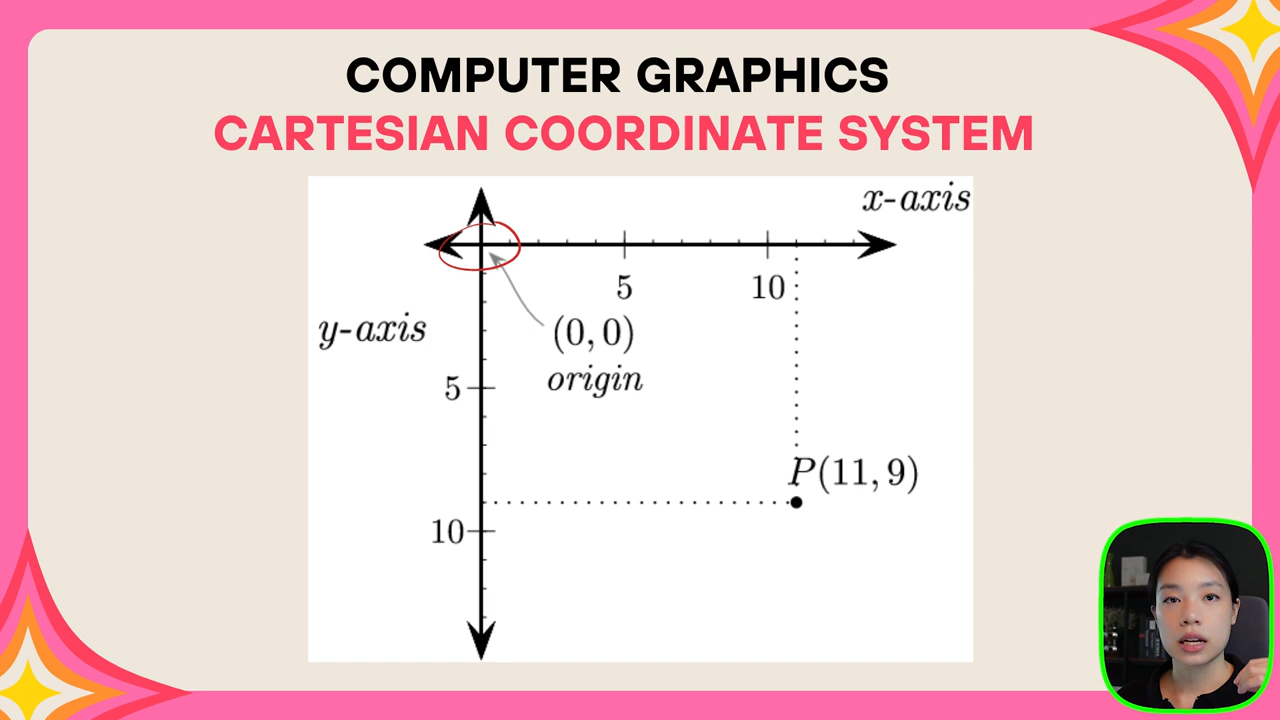 COMPUTER GRAPHICS
CARTESIAN COORDINATE SYSTEM
x-axis
5
10
(0, 0)
origin
y-axis
5
P(11, 9)
10